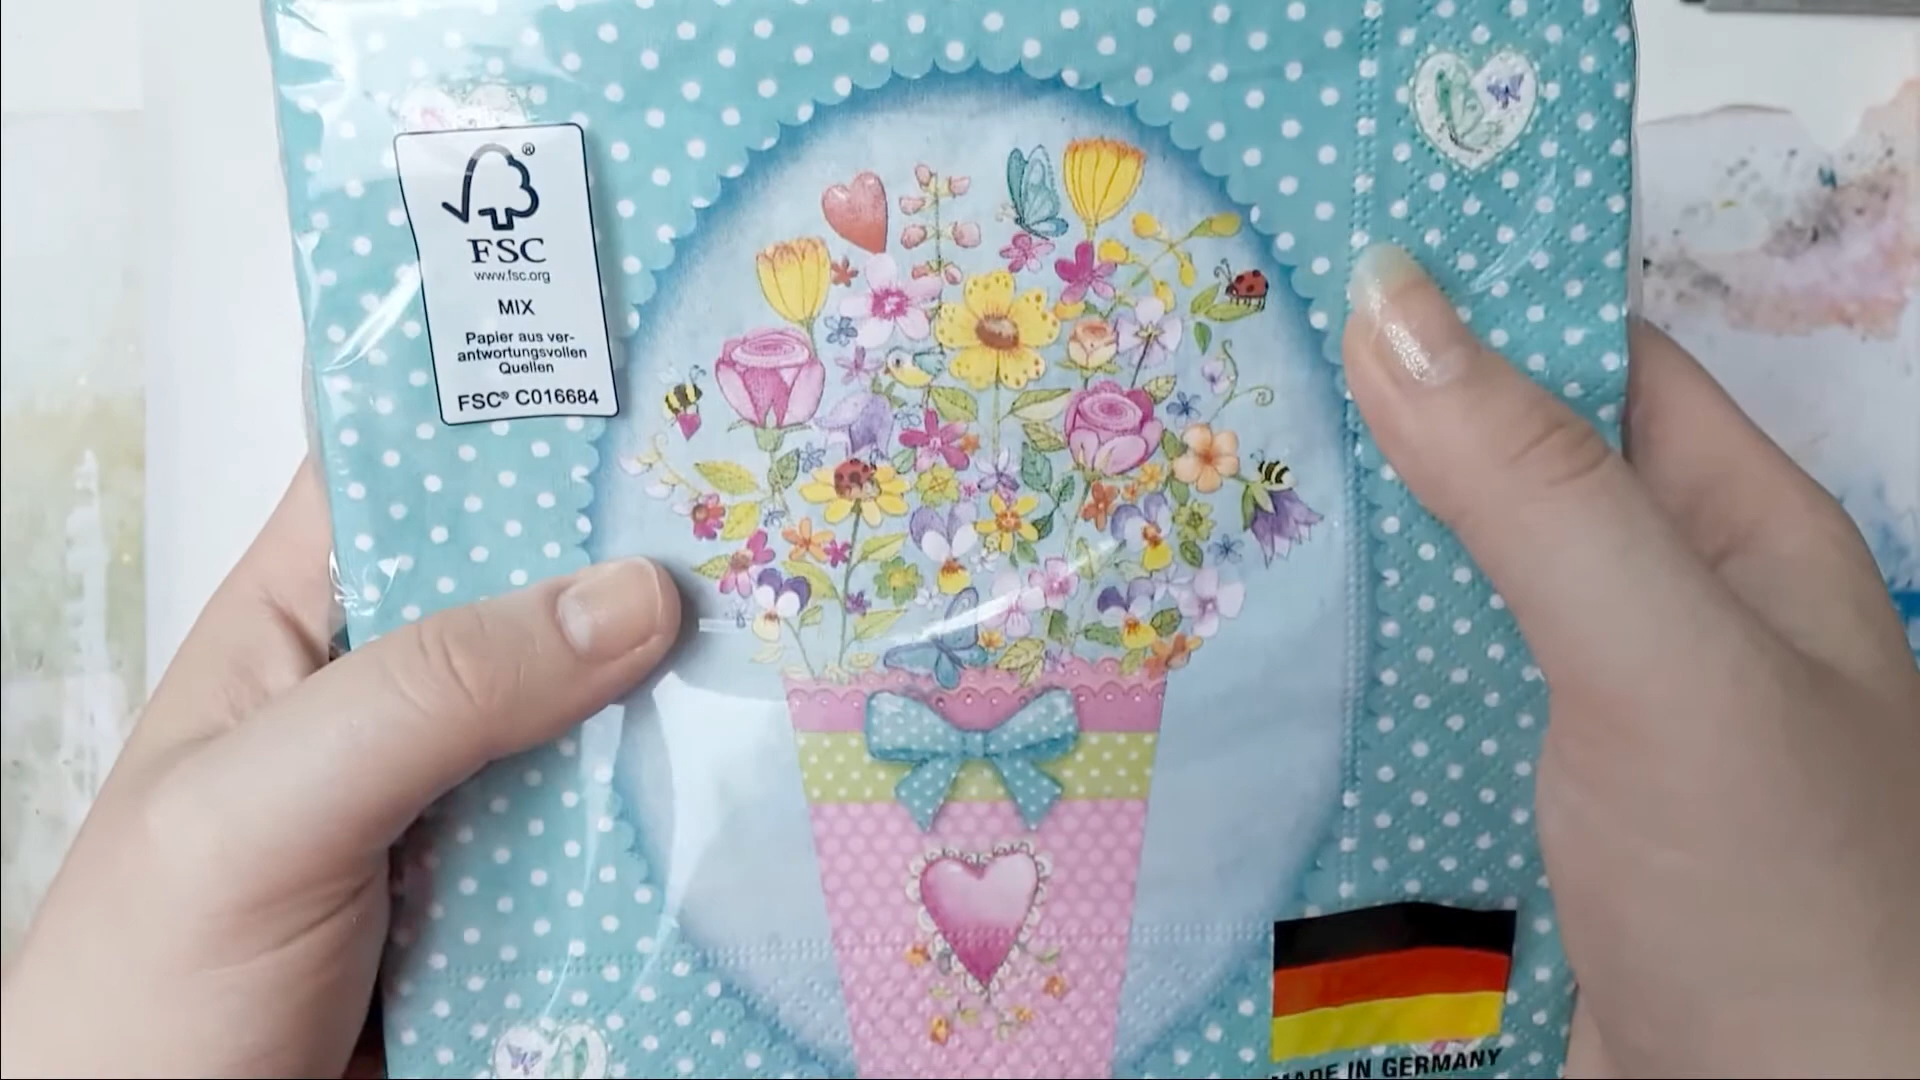 ®
FSC
www.fsc.org
MIX
Papier aus ver-
antwortungsvollen
Quellen
FSC® C016684
MADE IN GERMANY